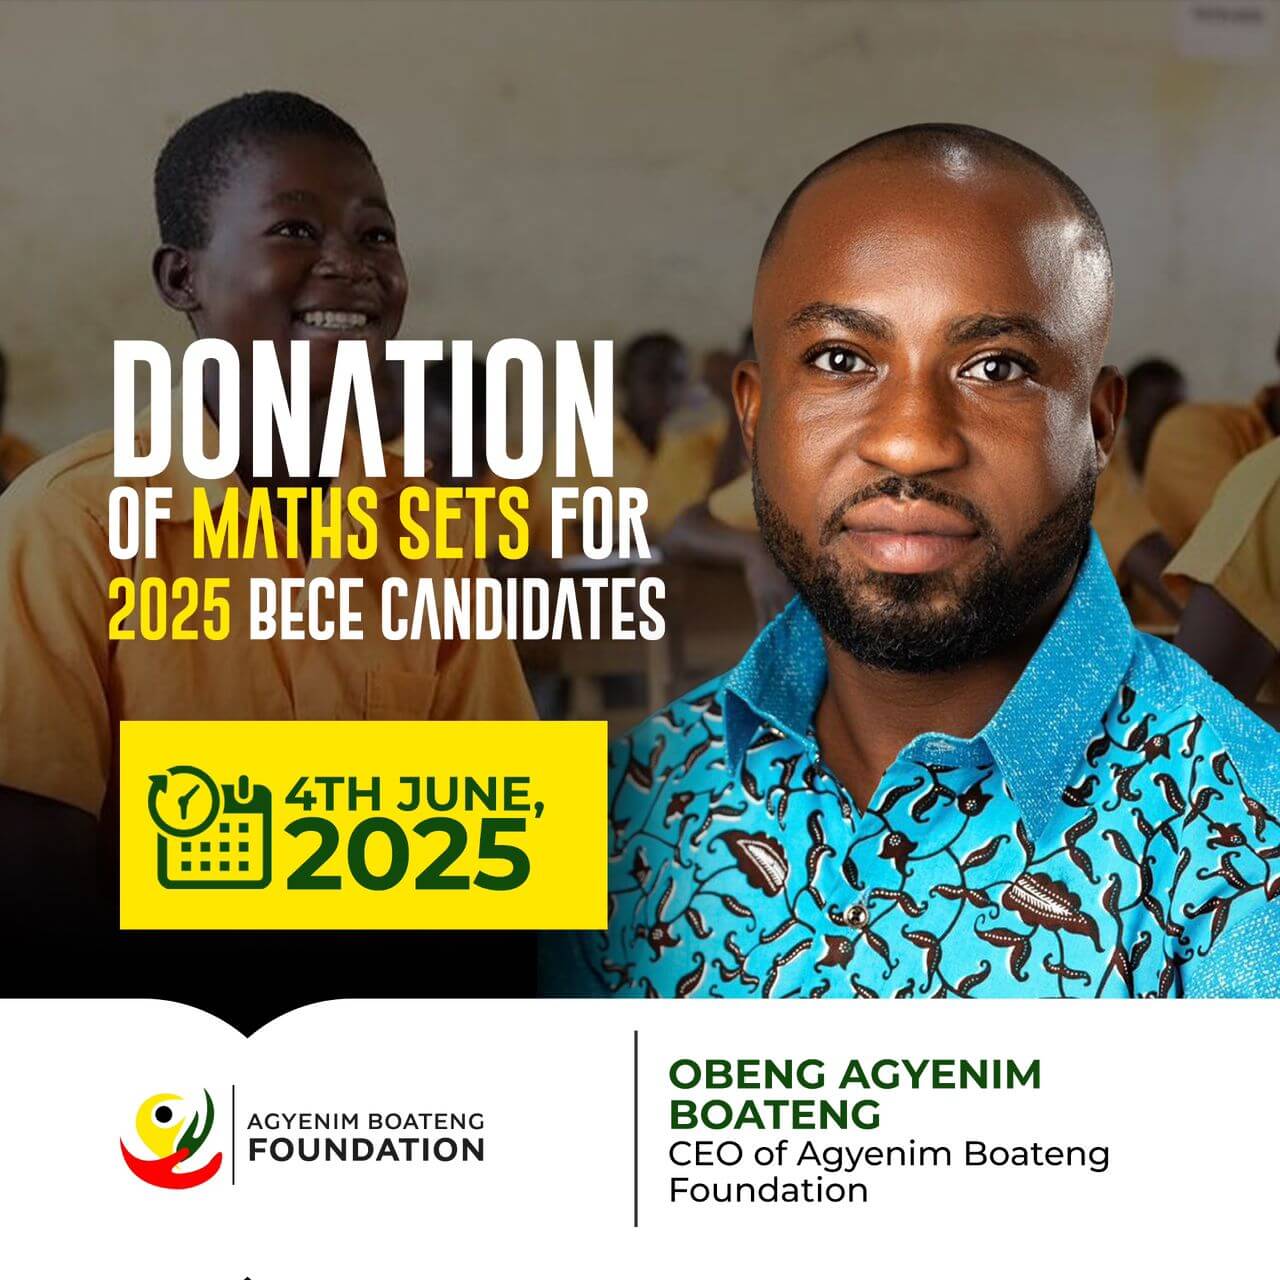 DONATION
OF MATHS SETS FOR
2025 BECE CANDIDATES
4TH JUNE,
2025
AGYENIM BOATENG
FOUNDATION
OBENG AGYENIM
BOATENG
CEO of Agyenim Boateng
Foundation